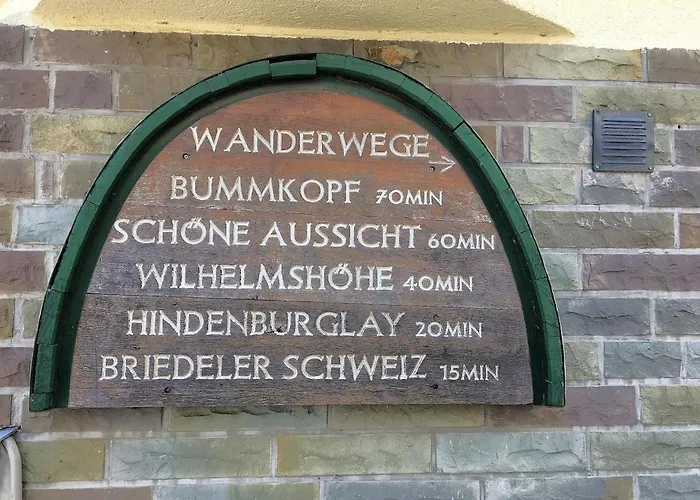 WANDERWEGE →
BUMMKOPF 70MIN
SCHÖNE AUSSICHT 60MIN
WILHELMSHÖHE 40MIN
HINDENBURGLAY 20MIN
BRIEDELER SCHWEIZ 15MIN